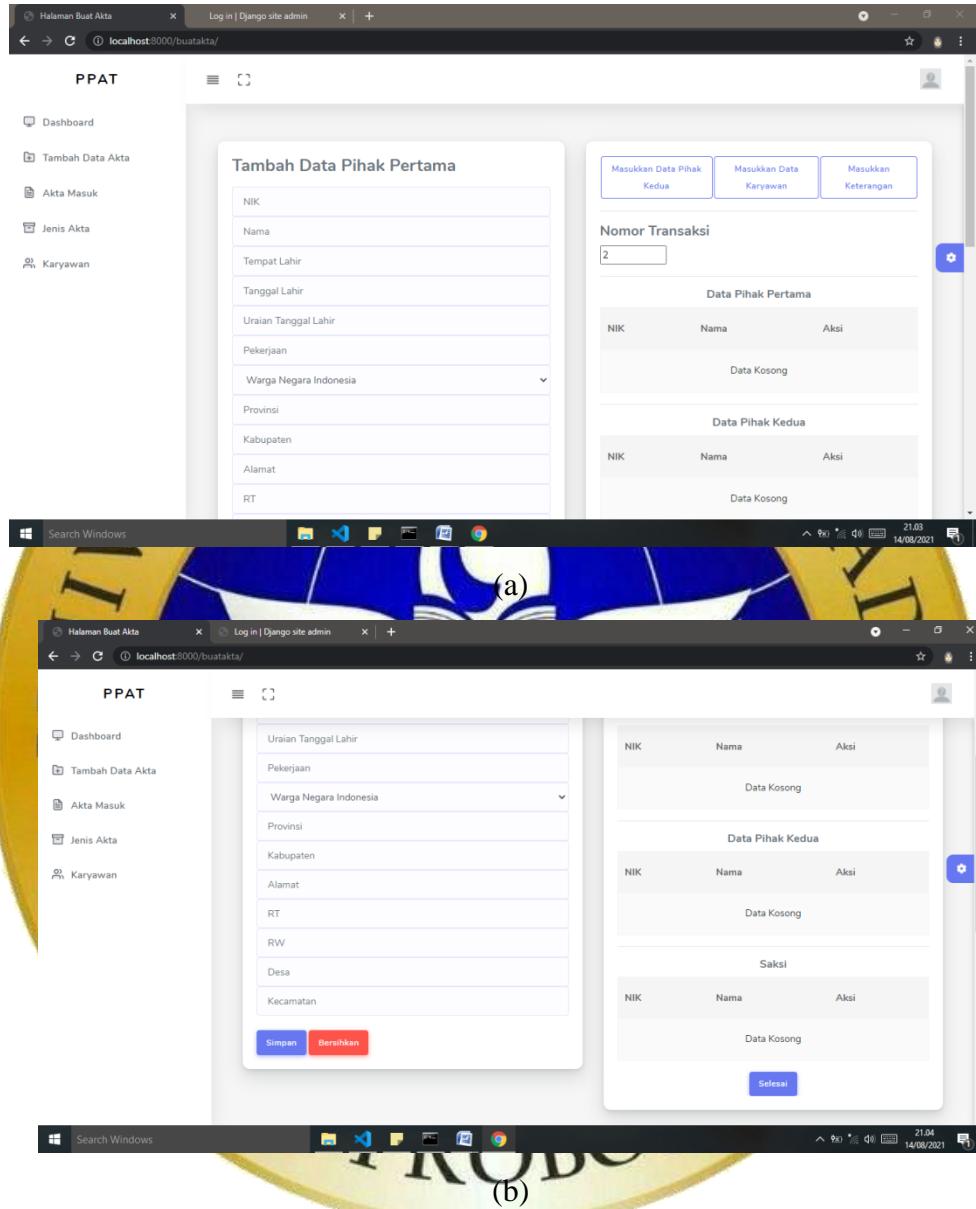 Halaman Buat Akta
Log in | Django site admin
localhost:8000/buatakta/
PPAT
Dashboard
Tambah Data Akta
Akta Masuk
Jenis Akta
Karyawan
Tambah Data Pihak Pertama
NIK
Nama
Tempat Lahir
Tanggal Lahir
Uraian Tanggal Lahir
Pekerjaan
Warga Negara Indonesia
Provinsi
Kabupaten
Alamat
RT
Masukkan Data Pihak
Kedua
Masukkan Data
Karyawan
Masukkan
Keterangan
Nomor Transaksi
2
Data Pihak Pertama
NIK Nama Aksi
Data Kosong
Data Pihak Kedua
NIK Nama Aksi
Data Kosong
Search Windows
21.03
14/08/2021
(a)
Halaman Buat Akta
Log in | Django site admin
localhost:8000/buatakta/
PPAT
Dashboard
Tambah Data Akta
Akta Masuk
Jenis Akta
Karyawan
Uraian Tanggal Lahir
Pekerjaan
Warga Negara Indonesia
Provinsi
Kabupaten
Alamat
RT
RW
Desa
Kecamatan
Simpan Bersihkan
NIK Nama Aksi
Data Kosong
Data Pihak Kedua
NIK Nama Aksi
Data Kosong
Saksi
NIK Nama Aksi
Data Kosong
Selesai
Search Windows
21.04
14/08/2021
(b)